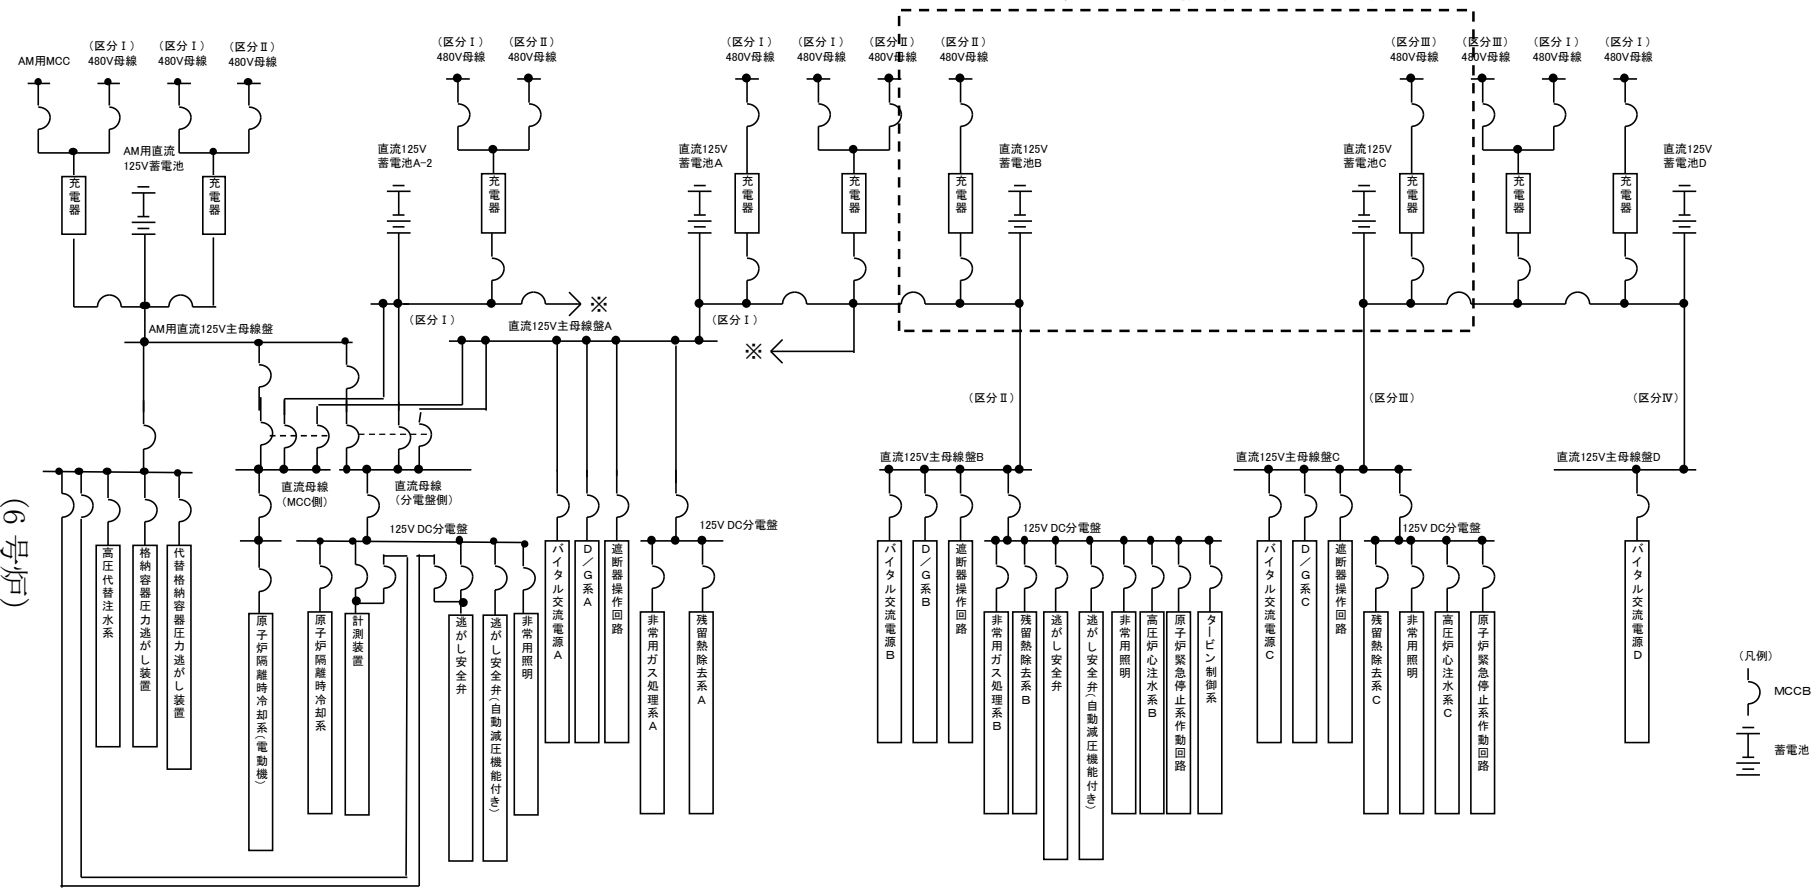 AM用MCC
（区分Ⅰ）
480V母線
（区分Ⅰ）
480V母線
（区分Ⅱ）
480V母線
（区分Ⅰ）
480V母線
（区分Ⅱ）
480V母線
（区分Ⅰ）
480V母線
（区分Ⅰ）
480V母線
（区分Ⅱ）
480V母線
（区分Ⅱ）
480V母線
（区分Ⅲ）
480V母線
（区分Ⅲ）
480V母線
（区分Ⅰ）
480V母線
（区分Ⅰ）
480V母線
AM用直流
125V蓄電池
直流125V
蓄電池A-2
直流125V
蓄電池A
直流125V
蓄電池B
直流125V
蓄電池C
直流125V
蓄電池D
充電器
充電器
充電器
充電器
充電器
充電器
充電器
充電器
充電器
※
（区分Ⅰ）
（区分Ⅰ）
AM用直流125V主母線盤
直流125V主母線盤A
※
（区分Ⅱ）
（区分Ⅲ）
（区分Ⅳ）
直流125V主母線盤B
直流125V主母線盤C
直流125V主母線盤D
直流母線
（MCC側）
直流母線
（分電盤側）
125V DC分電盤
125V DC分電盤
125V DC分電盤
125V DC分電盤
高圧代替注水系
格納容器圧力逃がし装置
代替格納容器圧力逃がし装置
原子炉隔離時冷却系（電動機）
原子炉隔離時冷却系
計測装置
逃がし安全弁
逃がし安全弁（自動減圧機能付き）
非常用照明
バイタル交流電源A
D／G系A
遮断器操作回路
非常用ガス処理系A
残留熱除去系A
バイタル交流電源B
D／G系B
遮断器操作回路
非常用ガス処理系B
残留熱除去系B
逃がし安全弁
逃がし安全弁（自動減圧機能付き）
非常用照明
高圧炉心注水系B
原子炉緊急停止系作動回路
タービン制御系
バイタル交流電源C
D／G系C
遮断器操作回路
残留熱除去系C
非常用照明
高圧炉心注水系C
原子炉緊急停止系作動回路
バイタル交流電源D
（凡例）
MCCB
蓄電池
(6号炉)